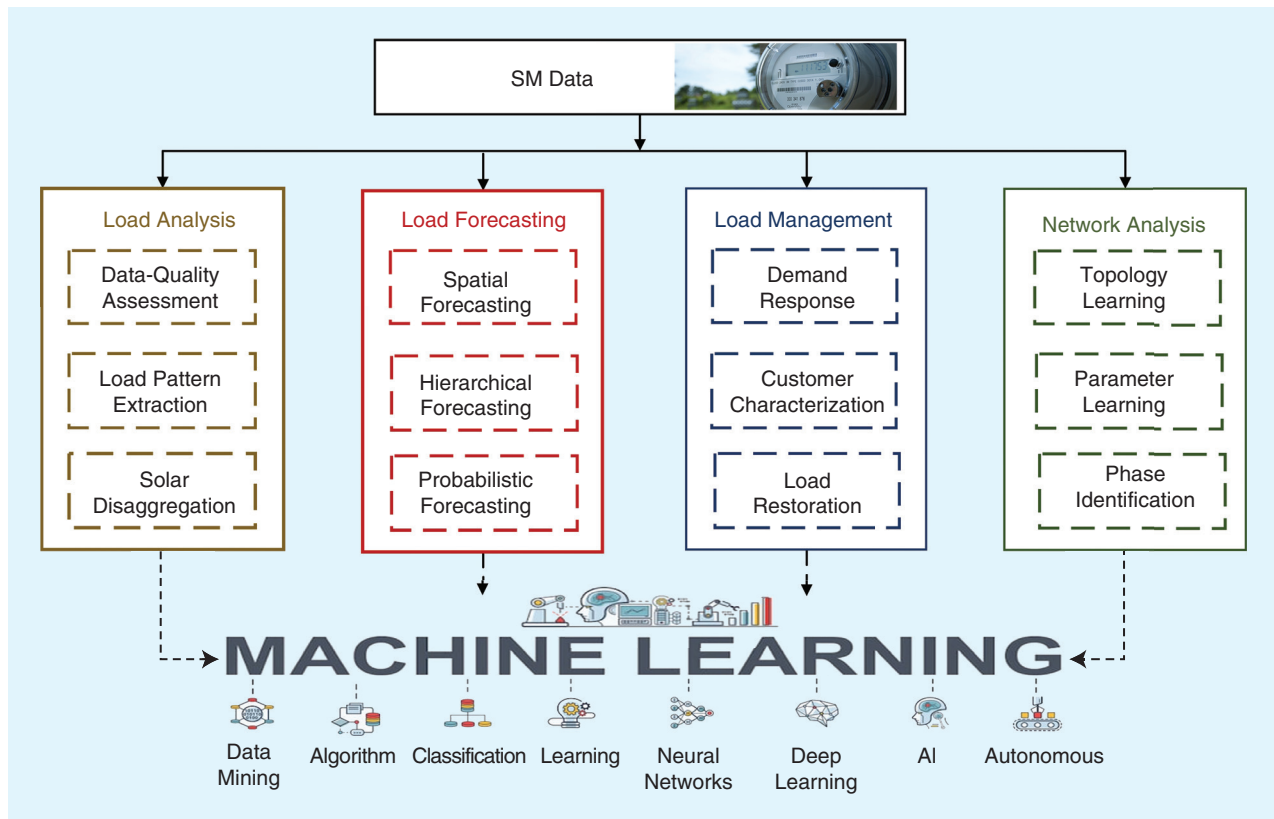 SM Data
Load Analysis
Data-Quality
Assessment
Load Pattern
Extraction
Solar
Disaggregation
Load Forecasting
Spatial
Forecasting
Hierarchical
Forecasting
Probabilistic
Forecasting
Load Management
Demand
Response
Customer
Characterization
Load
Restoration
Network Analysis
Topology
Learning
Parameter
Learning
Phase
Identification
MACHINE LEARNING
Data
Mining
Algorithm
Classification
Learning
Neural
Networks
Deep
Learning
AI
Autonomous